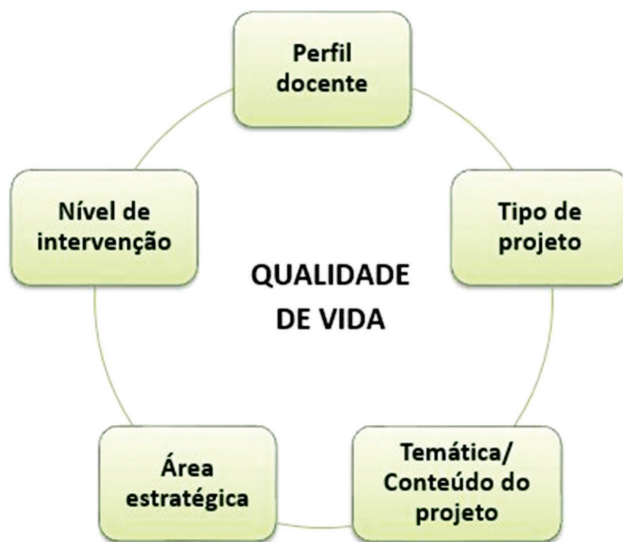 Perfil
docente
Nível de
intervenção
Tipo de
projeto
QUALIDADE
DE VIDA
Área
estratégica
Temática/
Conteúdo do
projeto